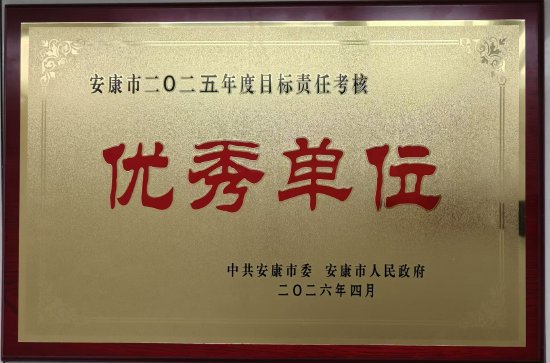 安康市二〇二五年度目标责任考核
优秀单位
中共安康市委 安康市人民政府
二〇二六年四月